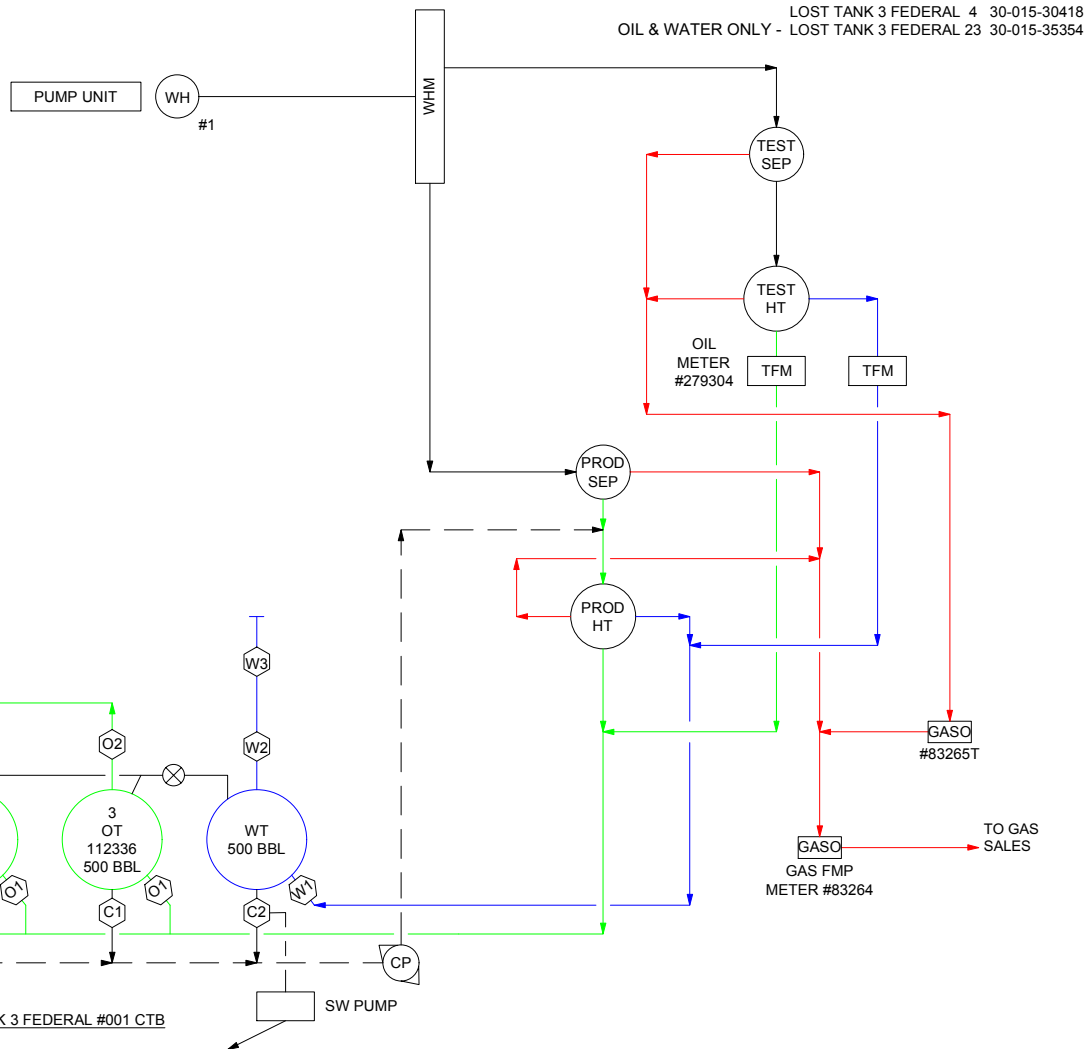 LOST TANK 3 FEDERAL 4 30-015-30418
OIL & WATER ONLY - LOST TANK 3 FEDERAL 23 30-015-35354
PUMP UNIT
WH
#1
WHM
TEST
SEP
TEST
HT
OIL
METER
#279304
TFM
TFM
PROD
SEP
PROD
HT
W3
O2
W2
GASO
#83265T
3
OT
112336
500 BBL
WT
500 BBL
GASO
TO GAS
SALES
GAS FMP
METER #83264
O1
O1
W1
C1
C2
CP
SW PUMP
K 3 FEDERAL #001 CTB